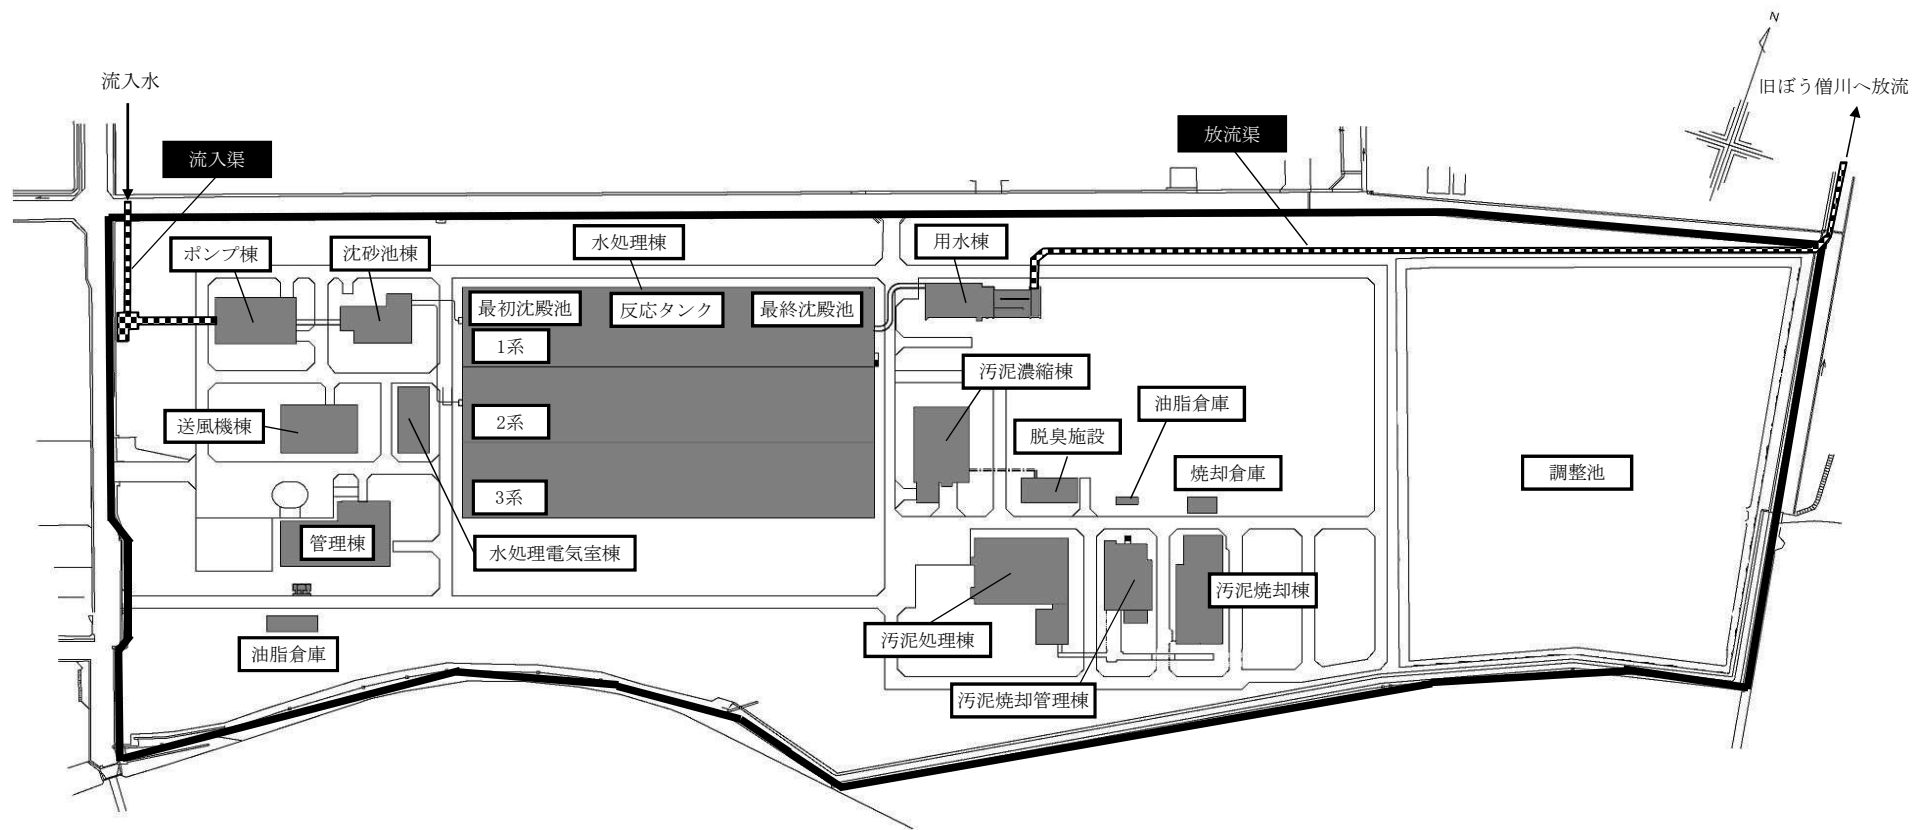 N
流入水
旧ぼう僧川へ放流
流入渠
放流渠
ポンプ棟
沈砂池棟
水処理棟
用水棟
最初沈殿池
反応タンク
最終沈殿池
1系
汚泥濃縮棟
油脂倉庫
送風機棟
2系
脱臭施設
焼却倉庫
調整池
3系
管理棟
水処理電気室棟
汚泥焼却棟
汚泥処理棟
油脂倉庫
汚泥焼却管理棟